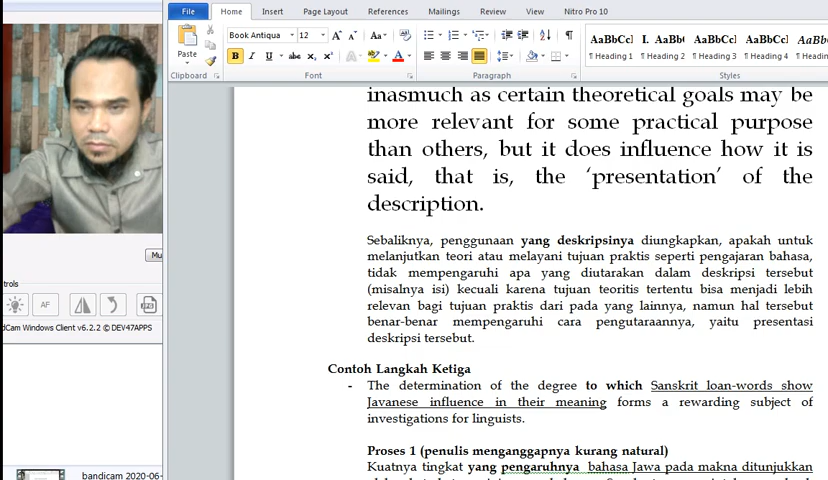 File Home Insert Page Layout References Mailings Review View Nitro Pro 10
Book Antiqua 12
Paste
Clipboard Font Paragraph Styles
AaBbCcI I. AaBbC AaBbCcI AaBbCcI AaBb
¶ Heading 1 ¶ Heading 2 ¶ Heading 3 ¶ Heading 4 ¶ Heading
inasmuch as certain theoretical goals may be
more relevant for some practical purpose
than others, but it does influence how it is
said, that is, the ‘presentation’ of the
description.
Sebaliknya, penggunaan yang deskripsinya diungkapkan, apakah untuk
melanjutkan teori atau melayani tujuan praktis seperti pengajaran bahasa,
tidak mempengaruhi apa yang diutarakan dalam deskripsi tersebut
(misalnya isi) kecuali karena tujuan teoritis tertentu bisa menjadi lebih
relevan bagi tujuan praktis dari pada yang lainnya, namun hal tersebut
benar-benar mempengaruhi cara pengutaraannya, yaitu presentasi
deskripsi tersebut.
Contoh Langkah Ketiga
- The determination of the degree to which Sanskrit loan-words show
Javanese influence in their meaning forms a rewarding subject of
investigations for linguists.
Proses 1 (penulis menganggapnya kurang natural)
Kuatnya tingkat yang pengaruhnya bahasa Jawa pada makna ditunjukkan
Mu
trols
AF
dCam Windows Client v6.2.2 © DEV47APPS
bandicam 2020-06-